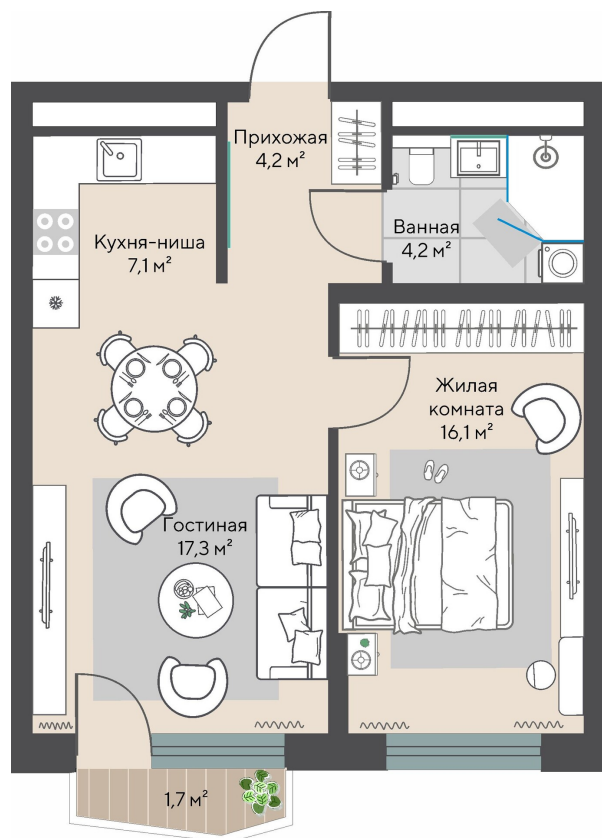 Прихожая
4,2 м²
Кухня-ниша
7,1 м²
Ванная
4,2 м²
Жилая
комната
16,1 м²
Гостиная
17,3 м²
1,7 м²